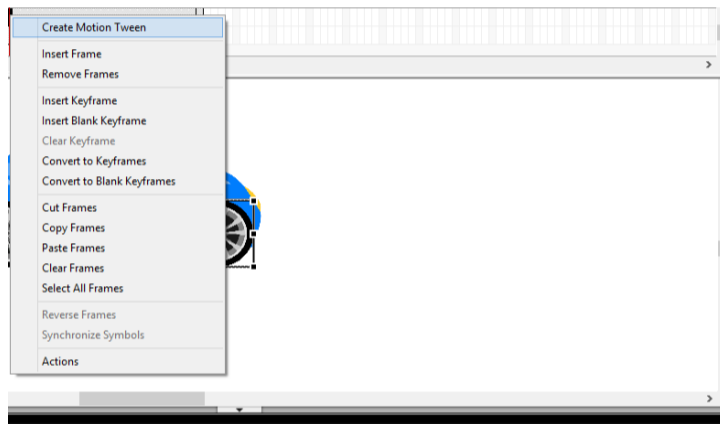 Create Motion Tween
Insert Frame
Remove Frames
Insert Keyframe
Insert Blank Keyframe
Clear Keyframe
Convert to Keyframes
Convert to Blank Keyframes
Cut Frames
Copy Frames
Paste Frames
Clear Frames
Select All Frames
Reverse Frames
Synchronize Symbols
Actions